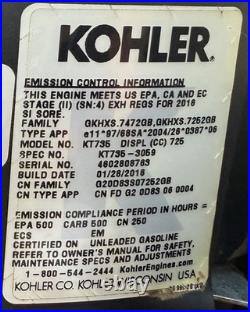 KOHLER®
EMISSION CONTROL INFORMATION
THIS ENGINE MEETS US EPA, CA AND EC
STAGE (II) (SN:4) EXH REGS FOR 2016
SI SORE.
FAMILY GKHXS.7472GB,GKHXS.7252GB
TYPE APP e11*97/68SA*2004/26*0387*06
MODEL NO. KT735 DISPL (CC) 725
SPEC NO. KT735-3059
SERIAL NO. 4602808763
BUILD DATE 01/28/2016
CN FAMILY G20D83S07252GB
CN TYPE APP CN FD G2 0D83 06 0004
EMISSION COMPLIANCE PERIOD IN HOURS =
EPA 500 CARB 500 CN 250
ECS EM
CERTIFIED ON UNLEADED GASOLINE
REFER TO OWNER'S MANUAL FOR SAFETY,
MAINTENANCE SPECS AND ADJUSTMENTS
1-800-544-2444 KohlerEngines.com
KOHLER CO. KOHLER WISCONSIN USA